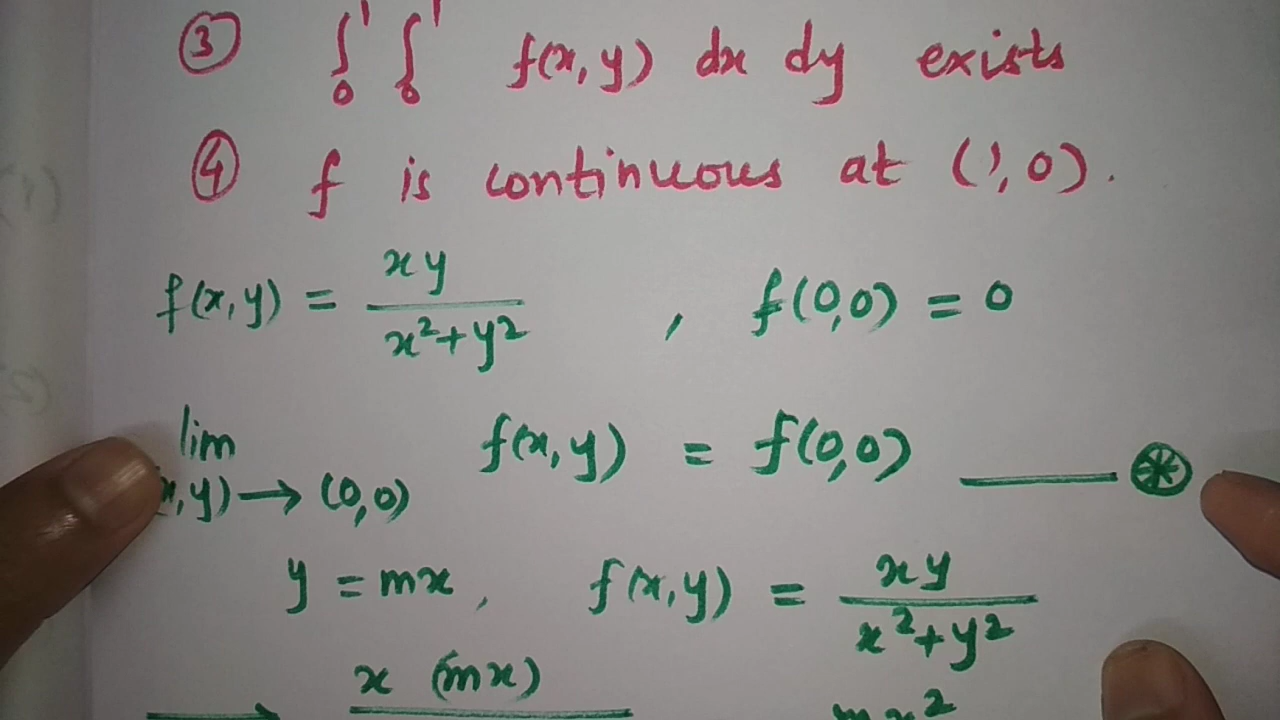 ③ ∫₀¹ ∫₀¹ f(x,y) dx dy exists
④ f is continuous at (1,0).
f(x,y) = xy / x²+y² , f(0,0) = 0
lim f(x,y) = f(0,0) —— ⊛
x,y) → (0,0)
y = mx, f(x,y) = xy / x²+y²
→ x (mx) mx²